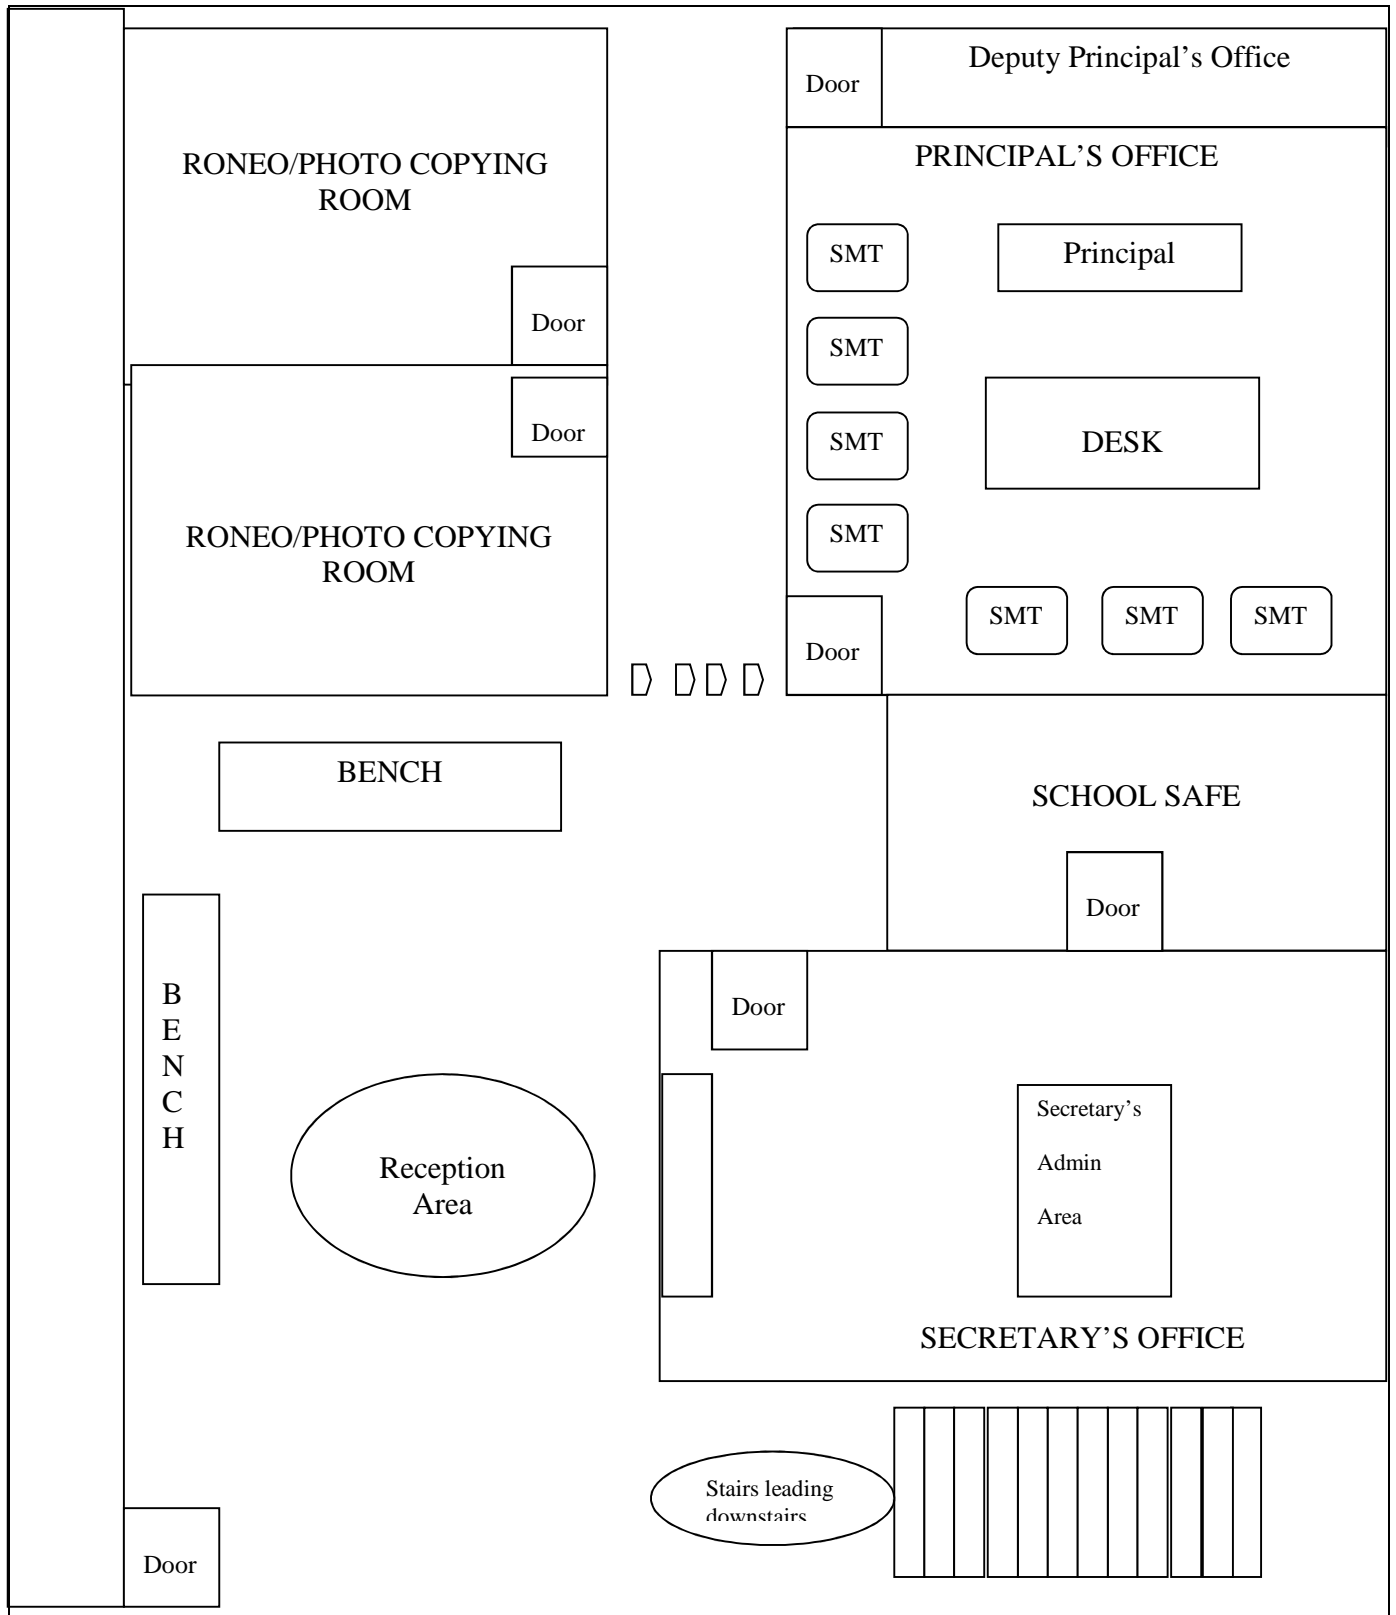 Deputy Principal’s Office
Door
RONEO/PHOTO COPYING
ROOM
Door
PRINCIPAL’S OFFICE
SMT
Principal
SMT
SMT
DESK
SMT
SMT
SMT
SMT
Door
Door
RONEO/PHOTO COPYING
ROOM
BENCH
SCHOOL SAFE
Door
B
E
N
C
H
Door
Reception
Area
Secretary’s
Admin
Area
SECRETARY’S OFFICE
Stairs leading
downstairs
Door